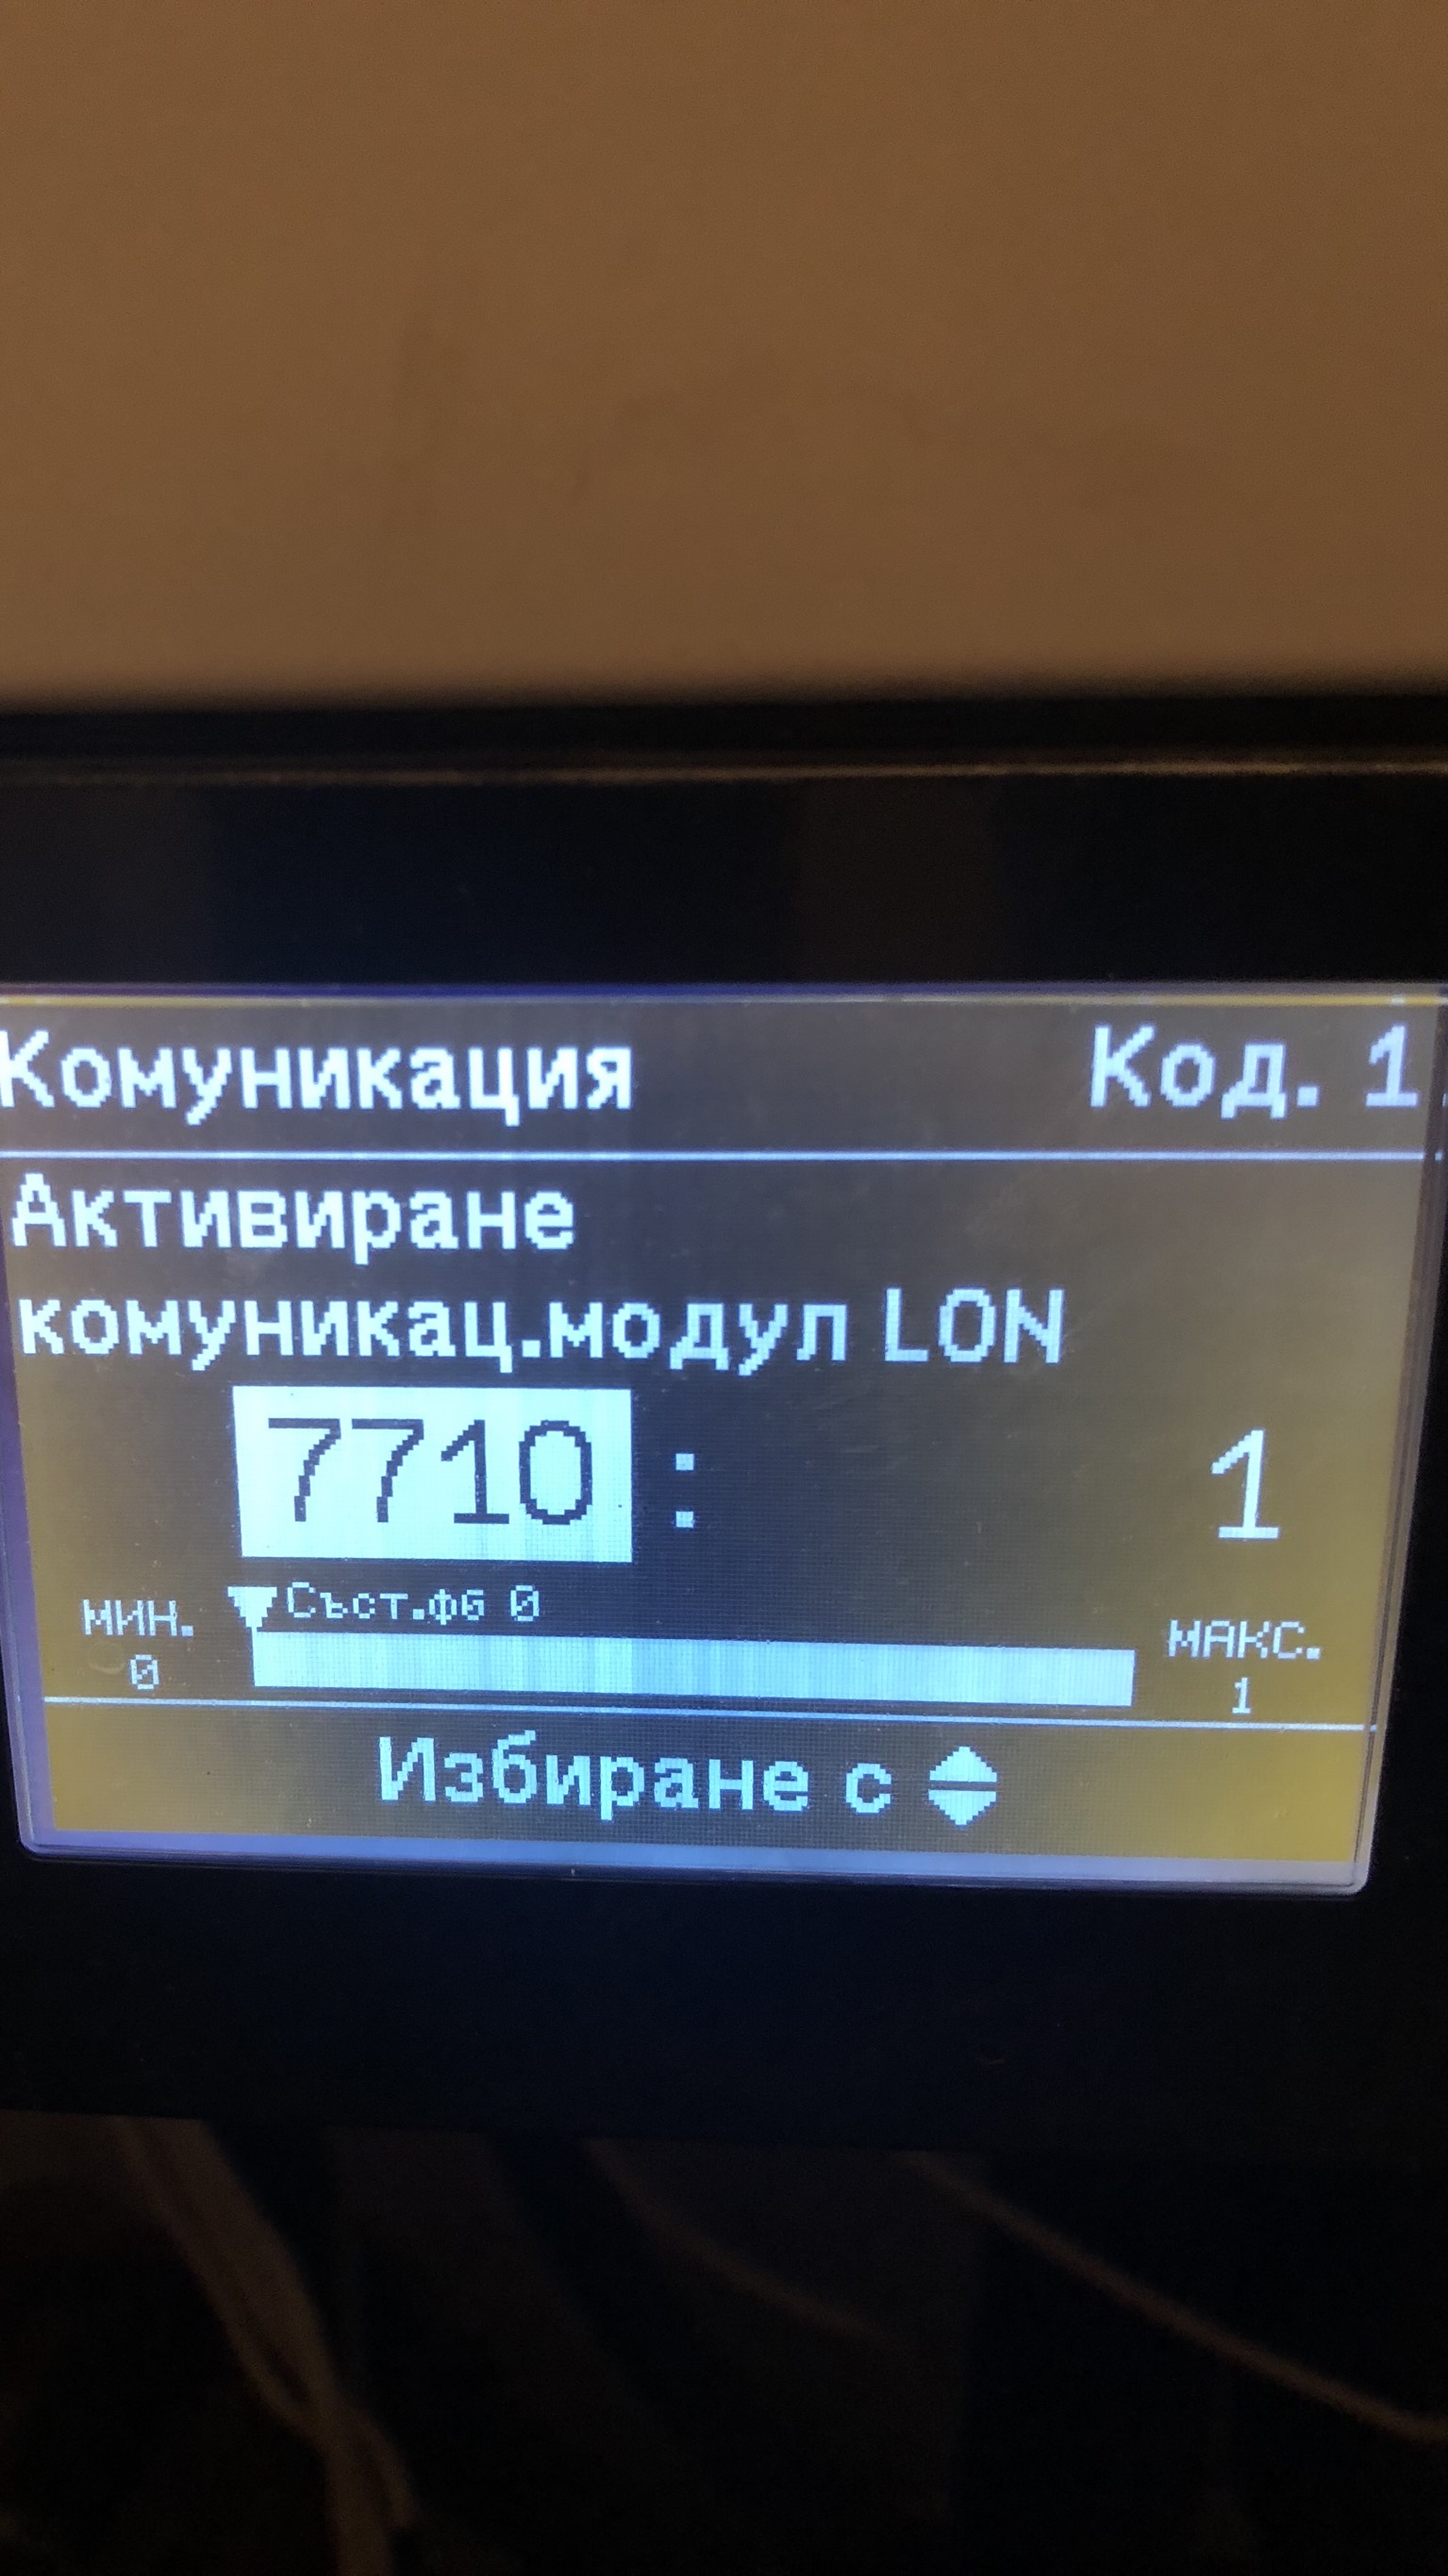 Комуникация Код. 1
Активиране
комуникац.модул LON
7710 : 1
МИН. Съст.фб 0 МАКС.
0 1
Избиране с